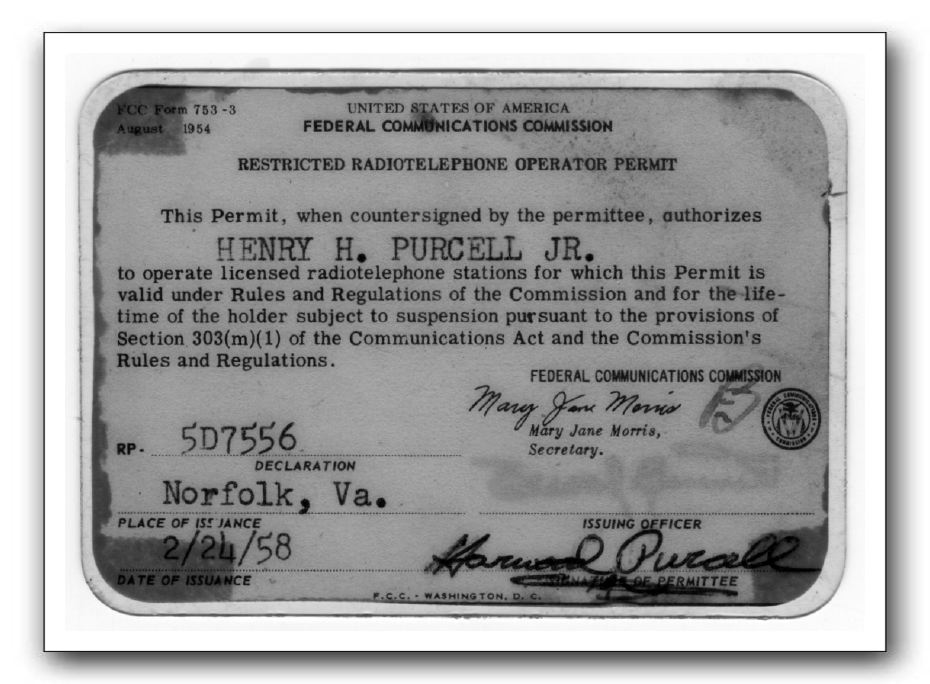 FCC Form 753-3
August 1954
UNITED STATES OF AMERICA
FEDERAL COMMUNICATIONS COMMISSION
RESTRICTED RADIOTELEPHONE OPERATOR PERMIT
This Permit, when countersigned by the permittee, authorizes
HENRY H. PURCELL JR.
to operate licensed radiotelephone stations for which this Permit is
valid under Rules and Regulations of the Commission and for the life-
time of the holder subject to suspension pursuant to the provisions of
Section 303(m)(1) of the Communications Act and the Commission's
Rules and Regulations.
FEDERAL COMMUNICATIONS COMMISSION
Mary Jane Morris
Mary Jane Morris,
Secretary.
RP- 5D7556
DECLARATION
Norfolk, Va.
PLACE OF ISSUANCE
ISSUING OFFICER
2/24/58
DATE OF ISSUANCE
Purcell
SIGNATURE OF PERMITTEE
F.C.C. - WASHINGTON, D. C.